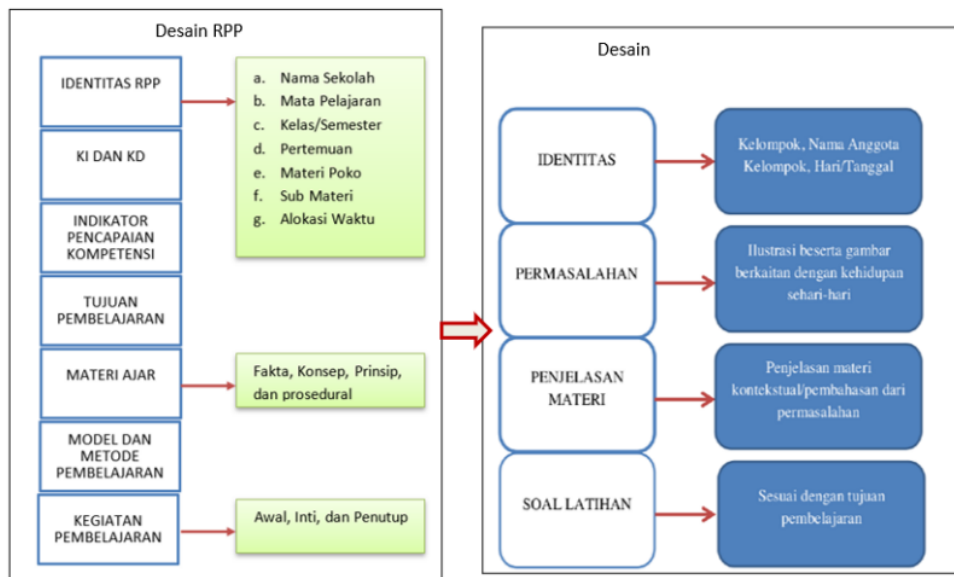 Desain RPP
IDENTITAS RPP
a. Nama Sekolah
b. Mata Pelajaran
c. Kelas/Semester
d. Pertemuan
e. Materi Poko
f. Sub Materi
g. Alokasi Waktu
KI DAN KD
INDIKATOR
PENCAPAIAN
KOMPETENSI
TUJUAN
PEMBELAJARAN
MATERI AJAR
Fakta, Konsep, Prinsip,
dan prosedural
MODEL DAN
METODE
PEMBELAJARAN
KEGIATAN
PEMBELAJARAN
Awal, Inti, dan Penutup
Desain
IDENTITAS
Kelompok, Nama Anggota
Kelompok, Hari/Tanggal
PERMASALAHAN
Ilustrasi beserta gambar
berkaitan dengan kehidupan
sehari-hari
PENJELASAN
MATERI
Penjelasan materi
kontekstual/pembahasan dari
permasalahan
SOAL LATIHAN
Sesuai dengan tujuan
pembelajaran